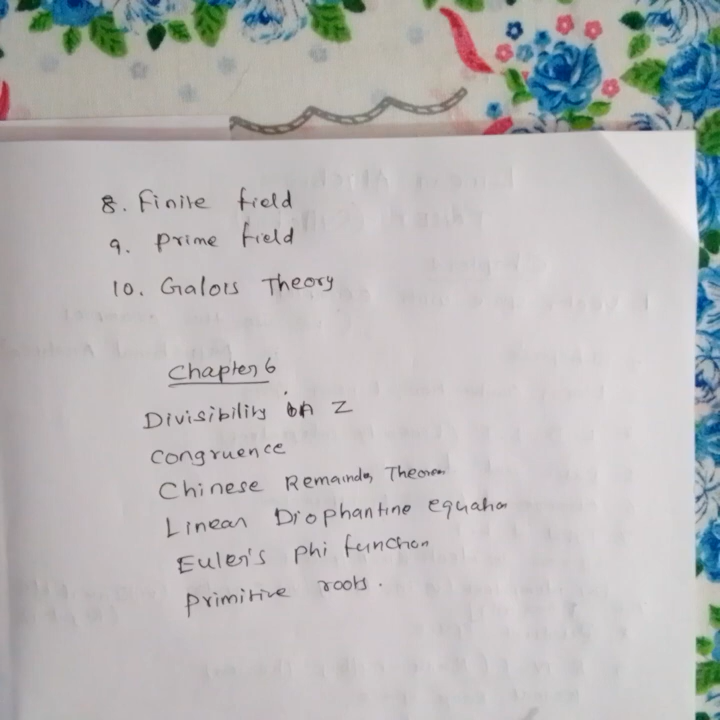 8. Finite field
9. Prime field
10. Galois Theory
Chapter 6
Divisibility in Z
Congruence
Chinese Remainder Theorem
Linear Diophantine equation
Euler's phi function
Primitive roots.